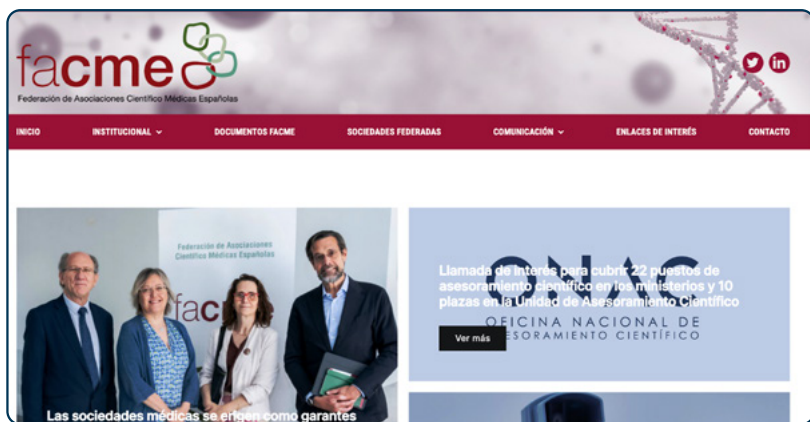 facme
Federación de Asociaciones Científico Médicas Españolas
INICIO
INSTITUCIONAL
DOCUMENTOS FACME
SOCIEDADES FEDERADAS
COMUNICACIÓN
ENLACES DE INTERÉS
CONTACTO
Federación de Asociaciones
Científico Médicas Españolas
fac
Las sociedades médicas se erigen como garantes
ONAC
Llamada de interés para cubrir 22 puestos de
asesoramiento científico en los ministerios y 10
plazas en la Unidad de Asesoramiento Científico
OFICINA NACIONAL DE
ASESORAMIENTO CIENTÍFICO
Ver más